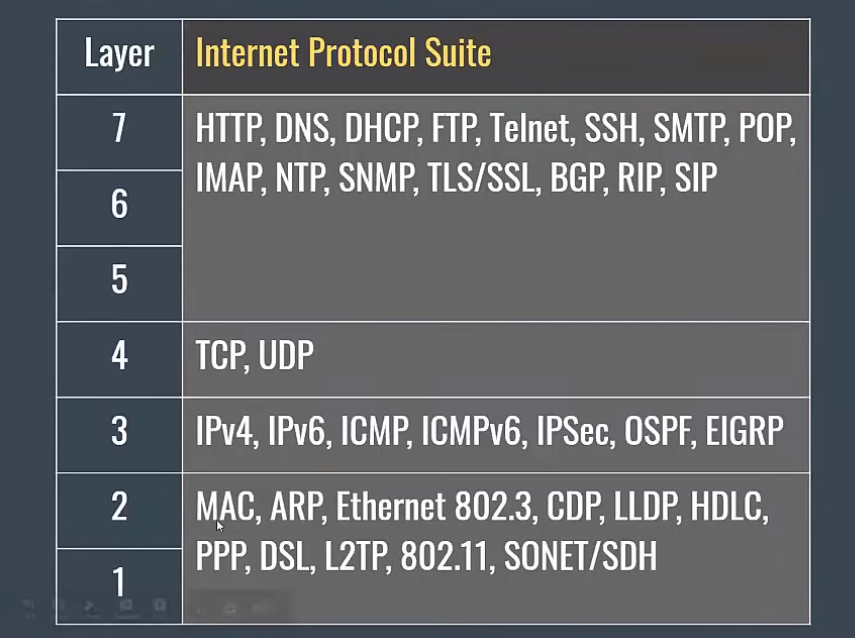 Layer
Internet Protocol Suite
7
HTTP, DNS, DHCP, FTP, Telnet, SSH, SMTP, POP,
IMAP, NTP, SNMP, TLS/SSL, BGP, RIP, SIP
6
5
4
TCP, UDP
3
IPv4, IPv6, ICMP, ICMPv6, IPSec, OSPF, EIGRP
2
MAC, ARP, Ethernet 802.3, CDP, LLDP, HDLC,
PPP, DSL, L2TP, 802.11, SONET/SDH
1